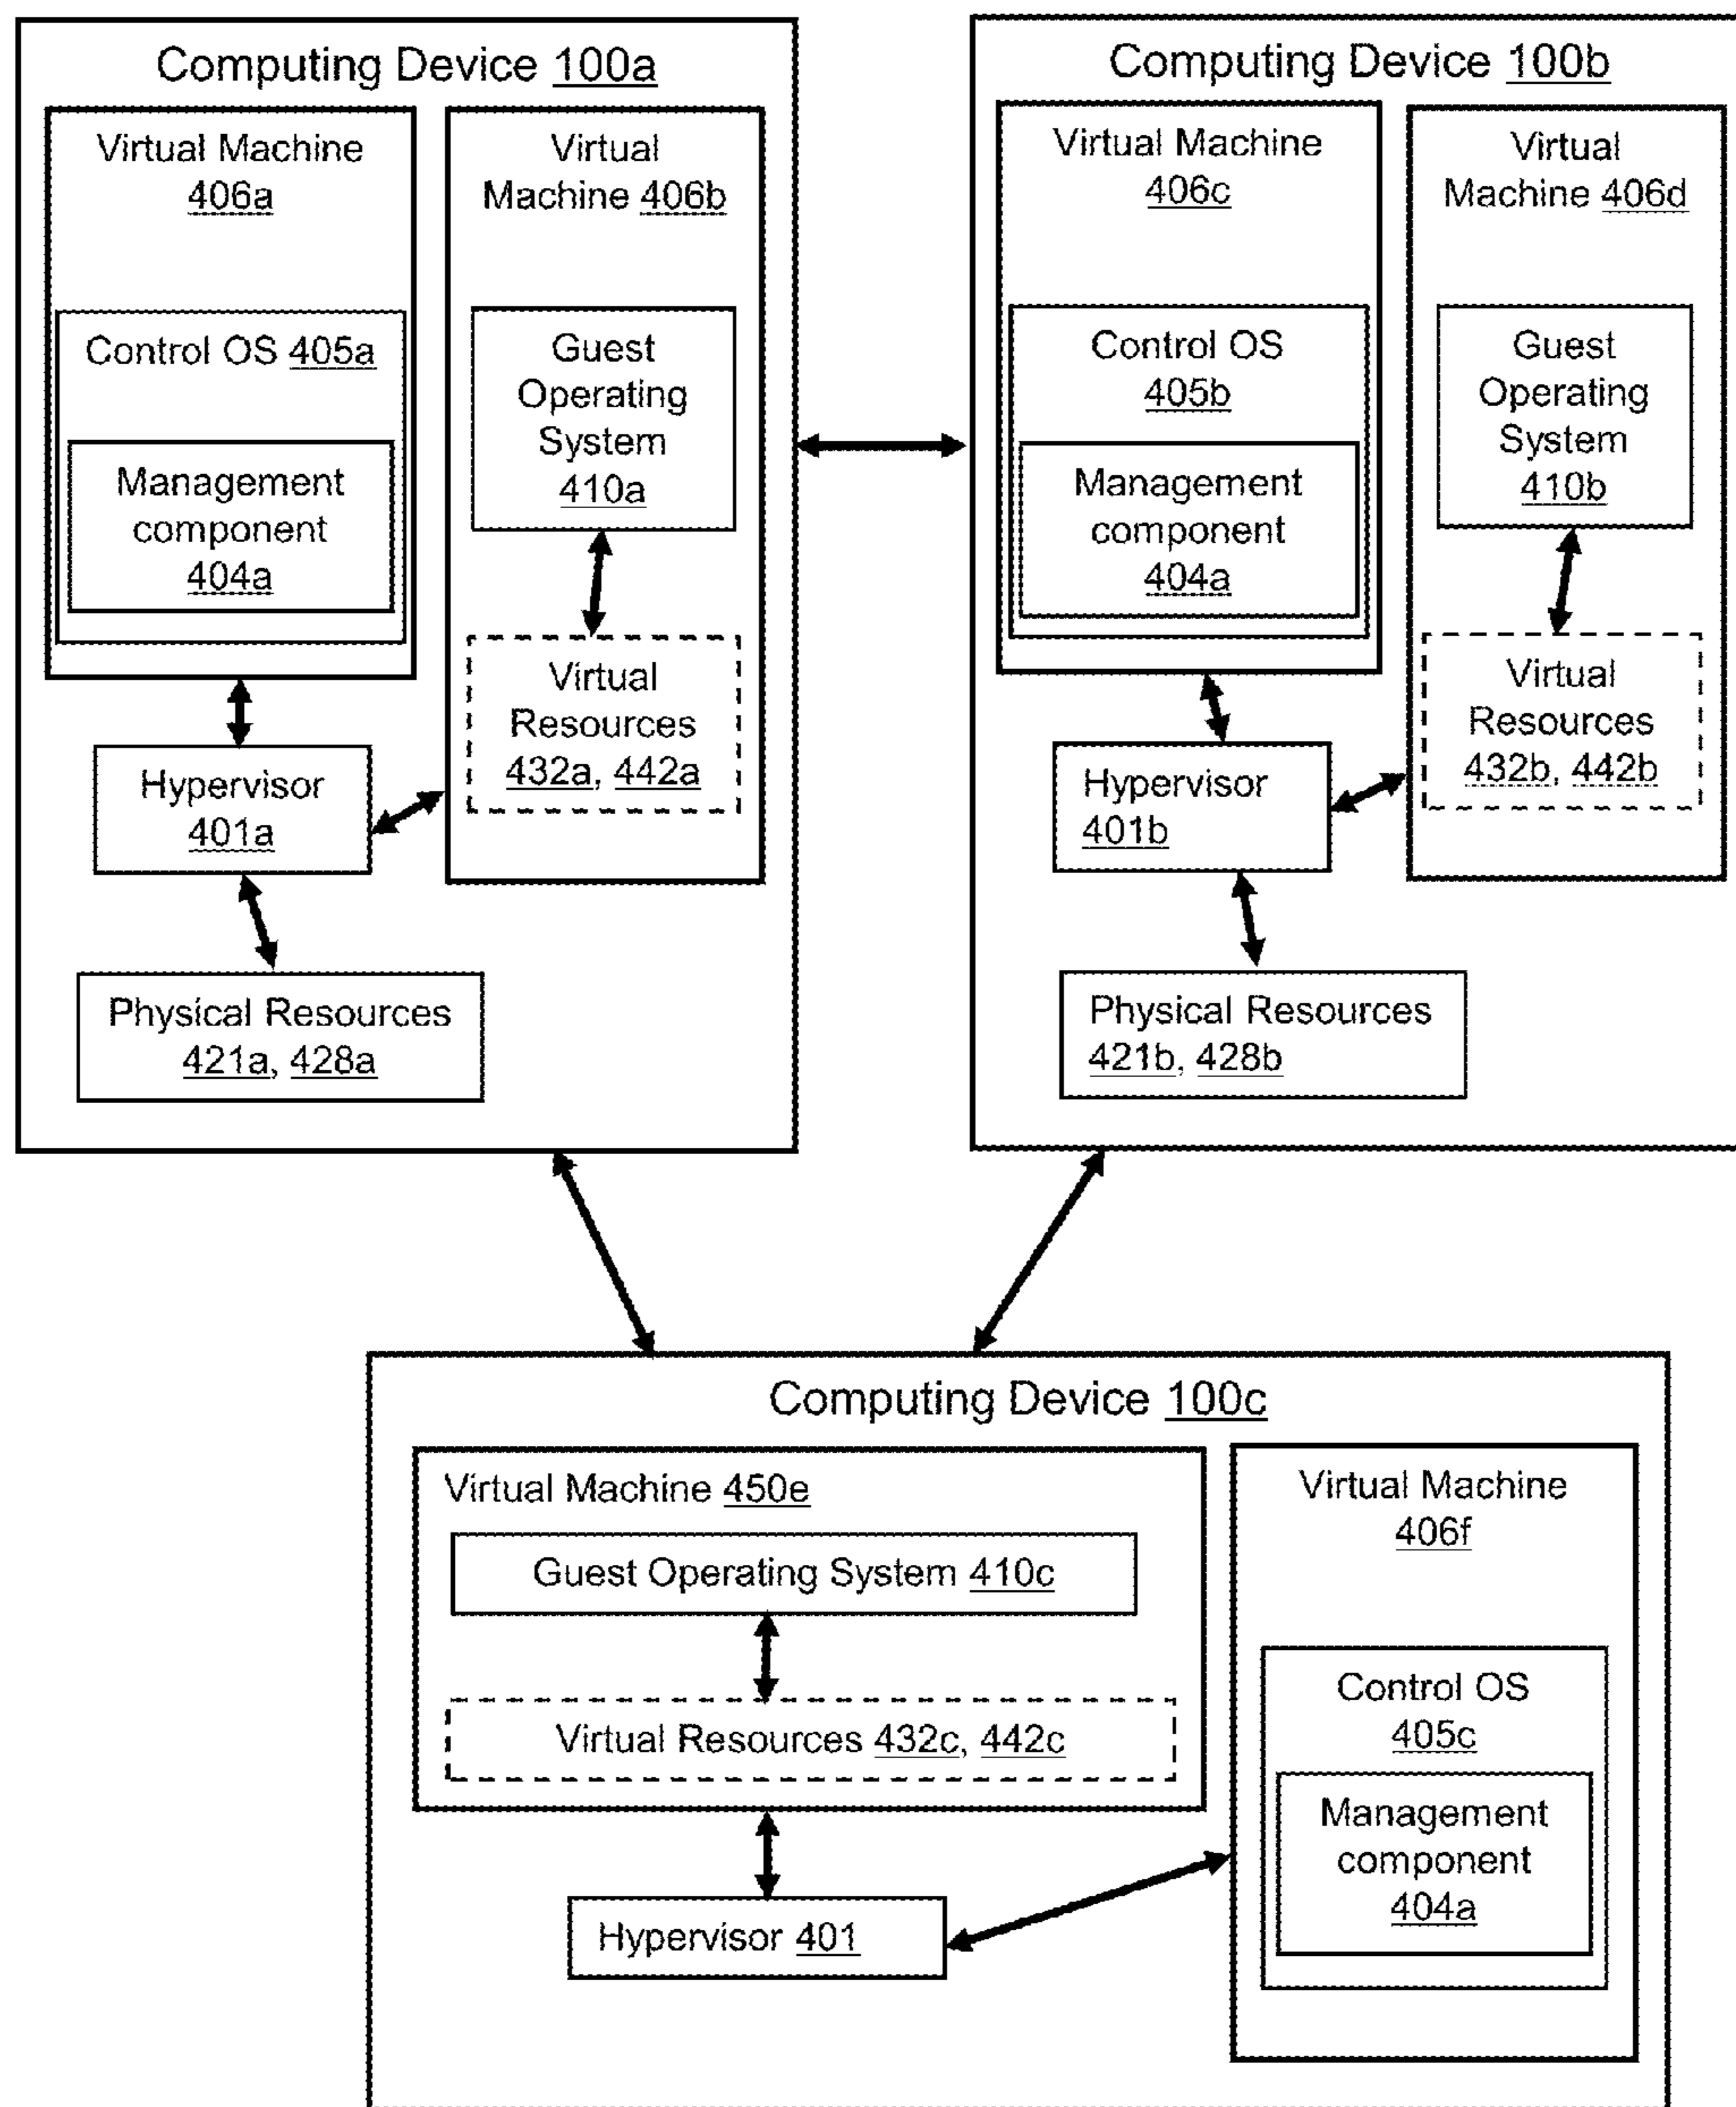 Computing Device 100a
Virtual Machine
406a
Control OS 405a
Management
component
404a
Virtual
Machine 406b
Guest
Operating
System
410a
Virtual
Resources
432a, 442a
Hypervisor
401a
Physical Resources
421a, 428a
Computing Device 100b
Virtual Machine
406c
Control OS
405b
Management
component
404a
Virtual
Machine 406d
Guest
Operating
System
410b
Virtual
Resources
432b, 442b
Hypervisor
401b
Physical Resources
421b, 428b
Computing Device 100c
Virtual Machine 450e
Guest Operating System 410c
Virtual Resources 432c, 442c
Hypervisor 401
Virtual Machine
406f
Control OS
405c
Management
component
404a